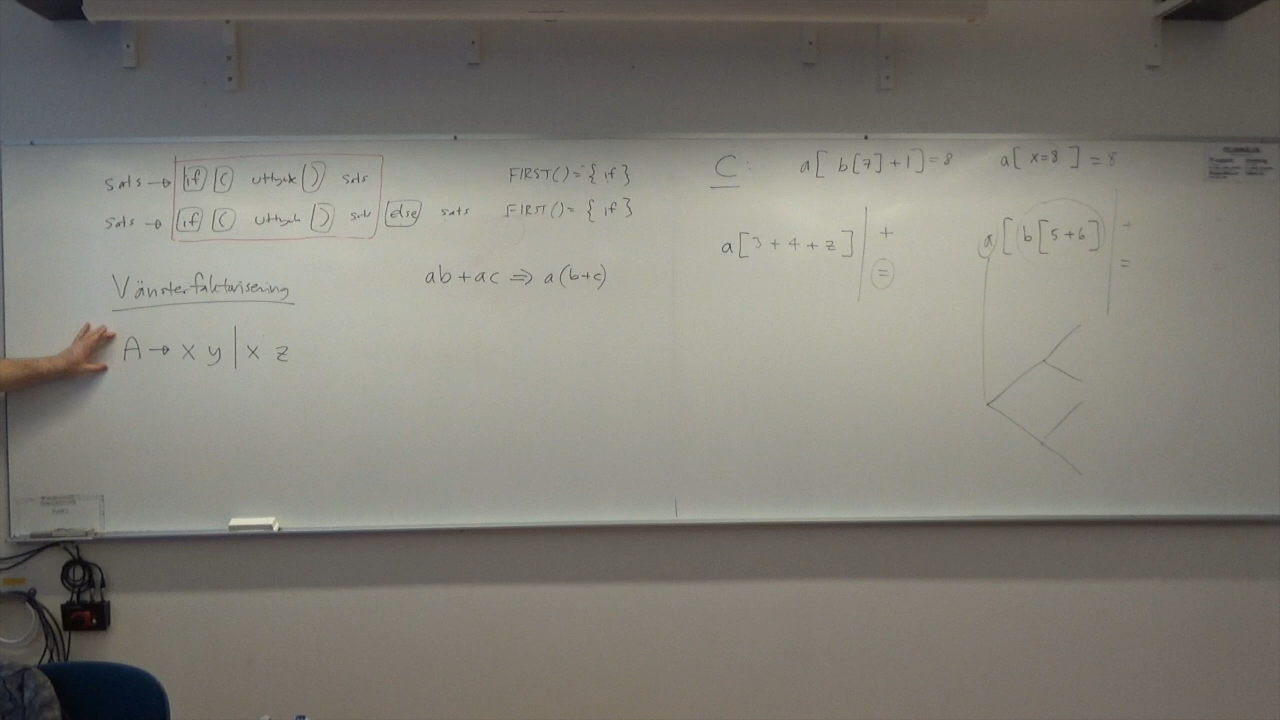 Sats → if ( uttryck ) sats FIRST() = { if }
Sats → if ( uttryck ) sats else sats FIRST() = { if }
Vänsterfaktorisering
ab + ac ⇒ a(b+c)
A → x y | x z
C: a[ b[7] + 1 ] = 8 a[ x=8 ] = 8
a[3 + 4 + z] | +
=
a[ b[5+6] ] | +
=